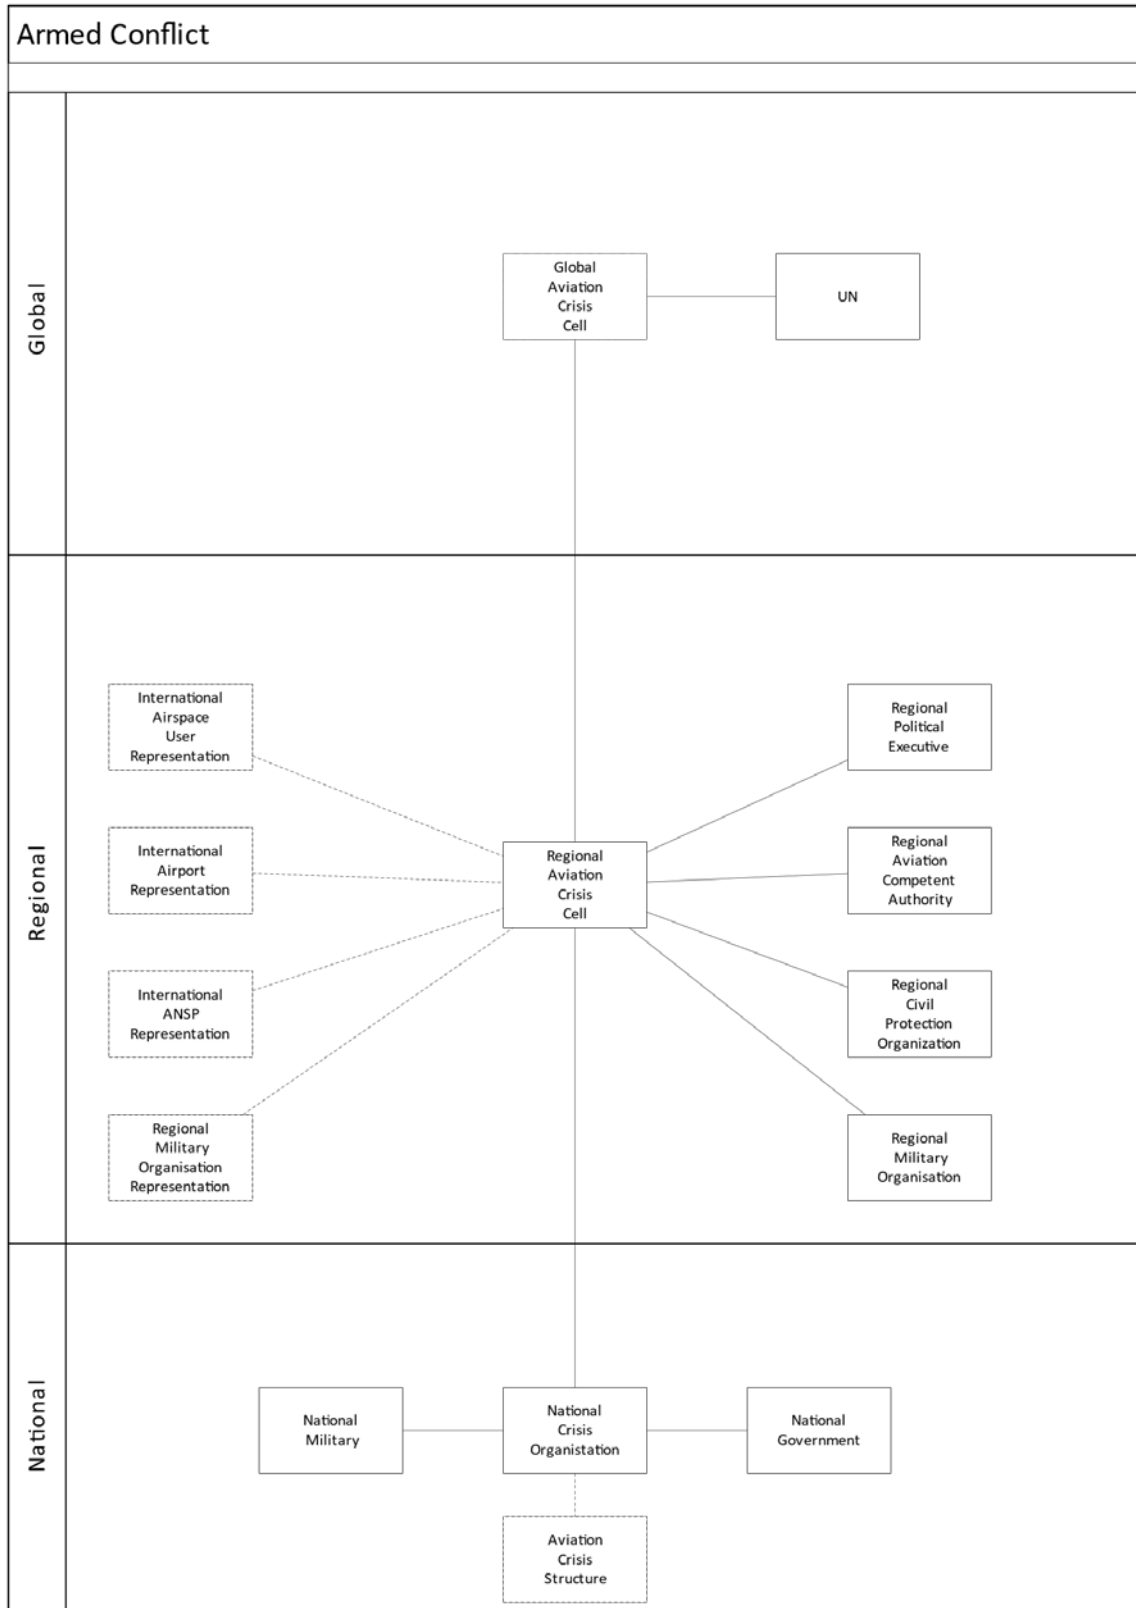 Armed Conflict
Global
Global
Aviation
Crisis
Cell
UN
Regional
International
Airspace
User
Representation
Regional
Political
Executive
International
Airport
Representation
Regional
Aviation
Crisis
Cell
Regional
Aviation
Competent
Authority
International
ANSP
Representation
Regional
Civil
Protection
Organization
Regional
Military
Organisation
Representation
Regional
Military
Organisation
National
National
Military
National
Crisis
Organistation
National
Government
Aviation
Crisis
Structure